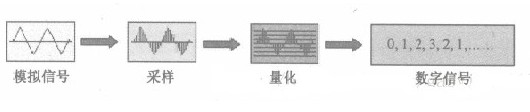 0, 1, 2, 3, 2, 1,……
模拟信号
采样
量化
数字信号